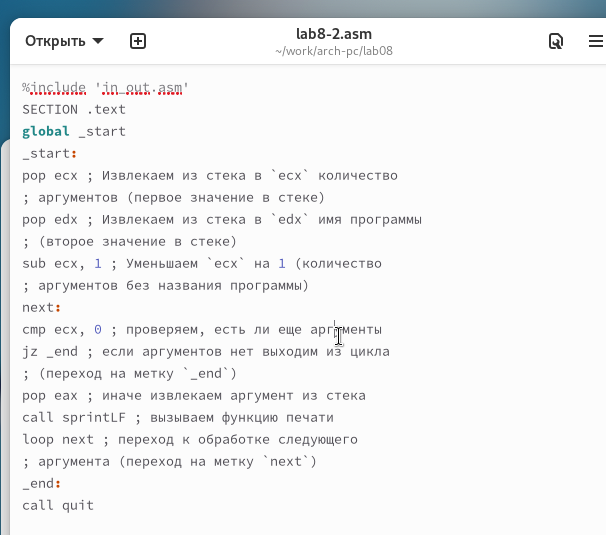 Открыть
lab8-2.asm
~/work/arch-pc/lab08
%include 'in_out.asm'
SECTION .text
global _start
_start:
pop ecx ; Извлекаем из стека в `ecx` количество
; аргументов (первое значение в стеке)
pop edx ; Извлекаем из стека в `edx` имя программы
; (второе значение в стеке)
sub ecx, 1 ; Уменьшаем `ecx` на 1 (количество
; аргументов без названия программы)
next:
cmp ecx, 0 ; проверяем, есть ли еще аргументы
jz _end ; если аргументов нет выходим из цикла
; (переход на метку `_end`)
pop eax ; иначе извлекаем аргумент из стека
call sprintLF ; вызываем функцию печати
loop next ; переход к обработке следующего
; аргумента (переход на метку `next`)
_end:
call quit